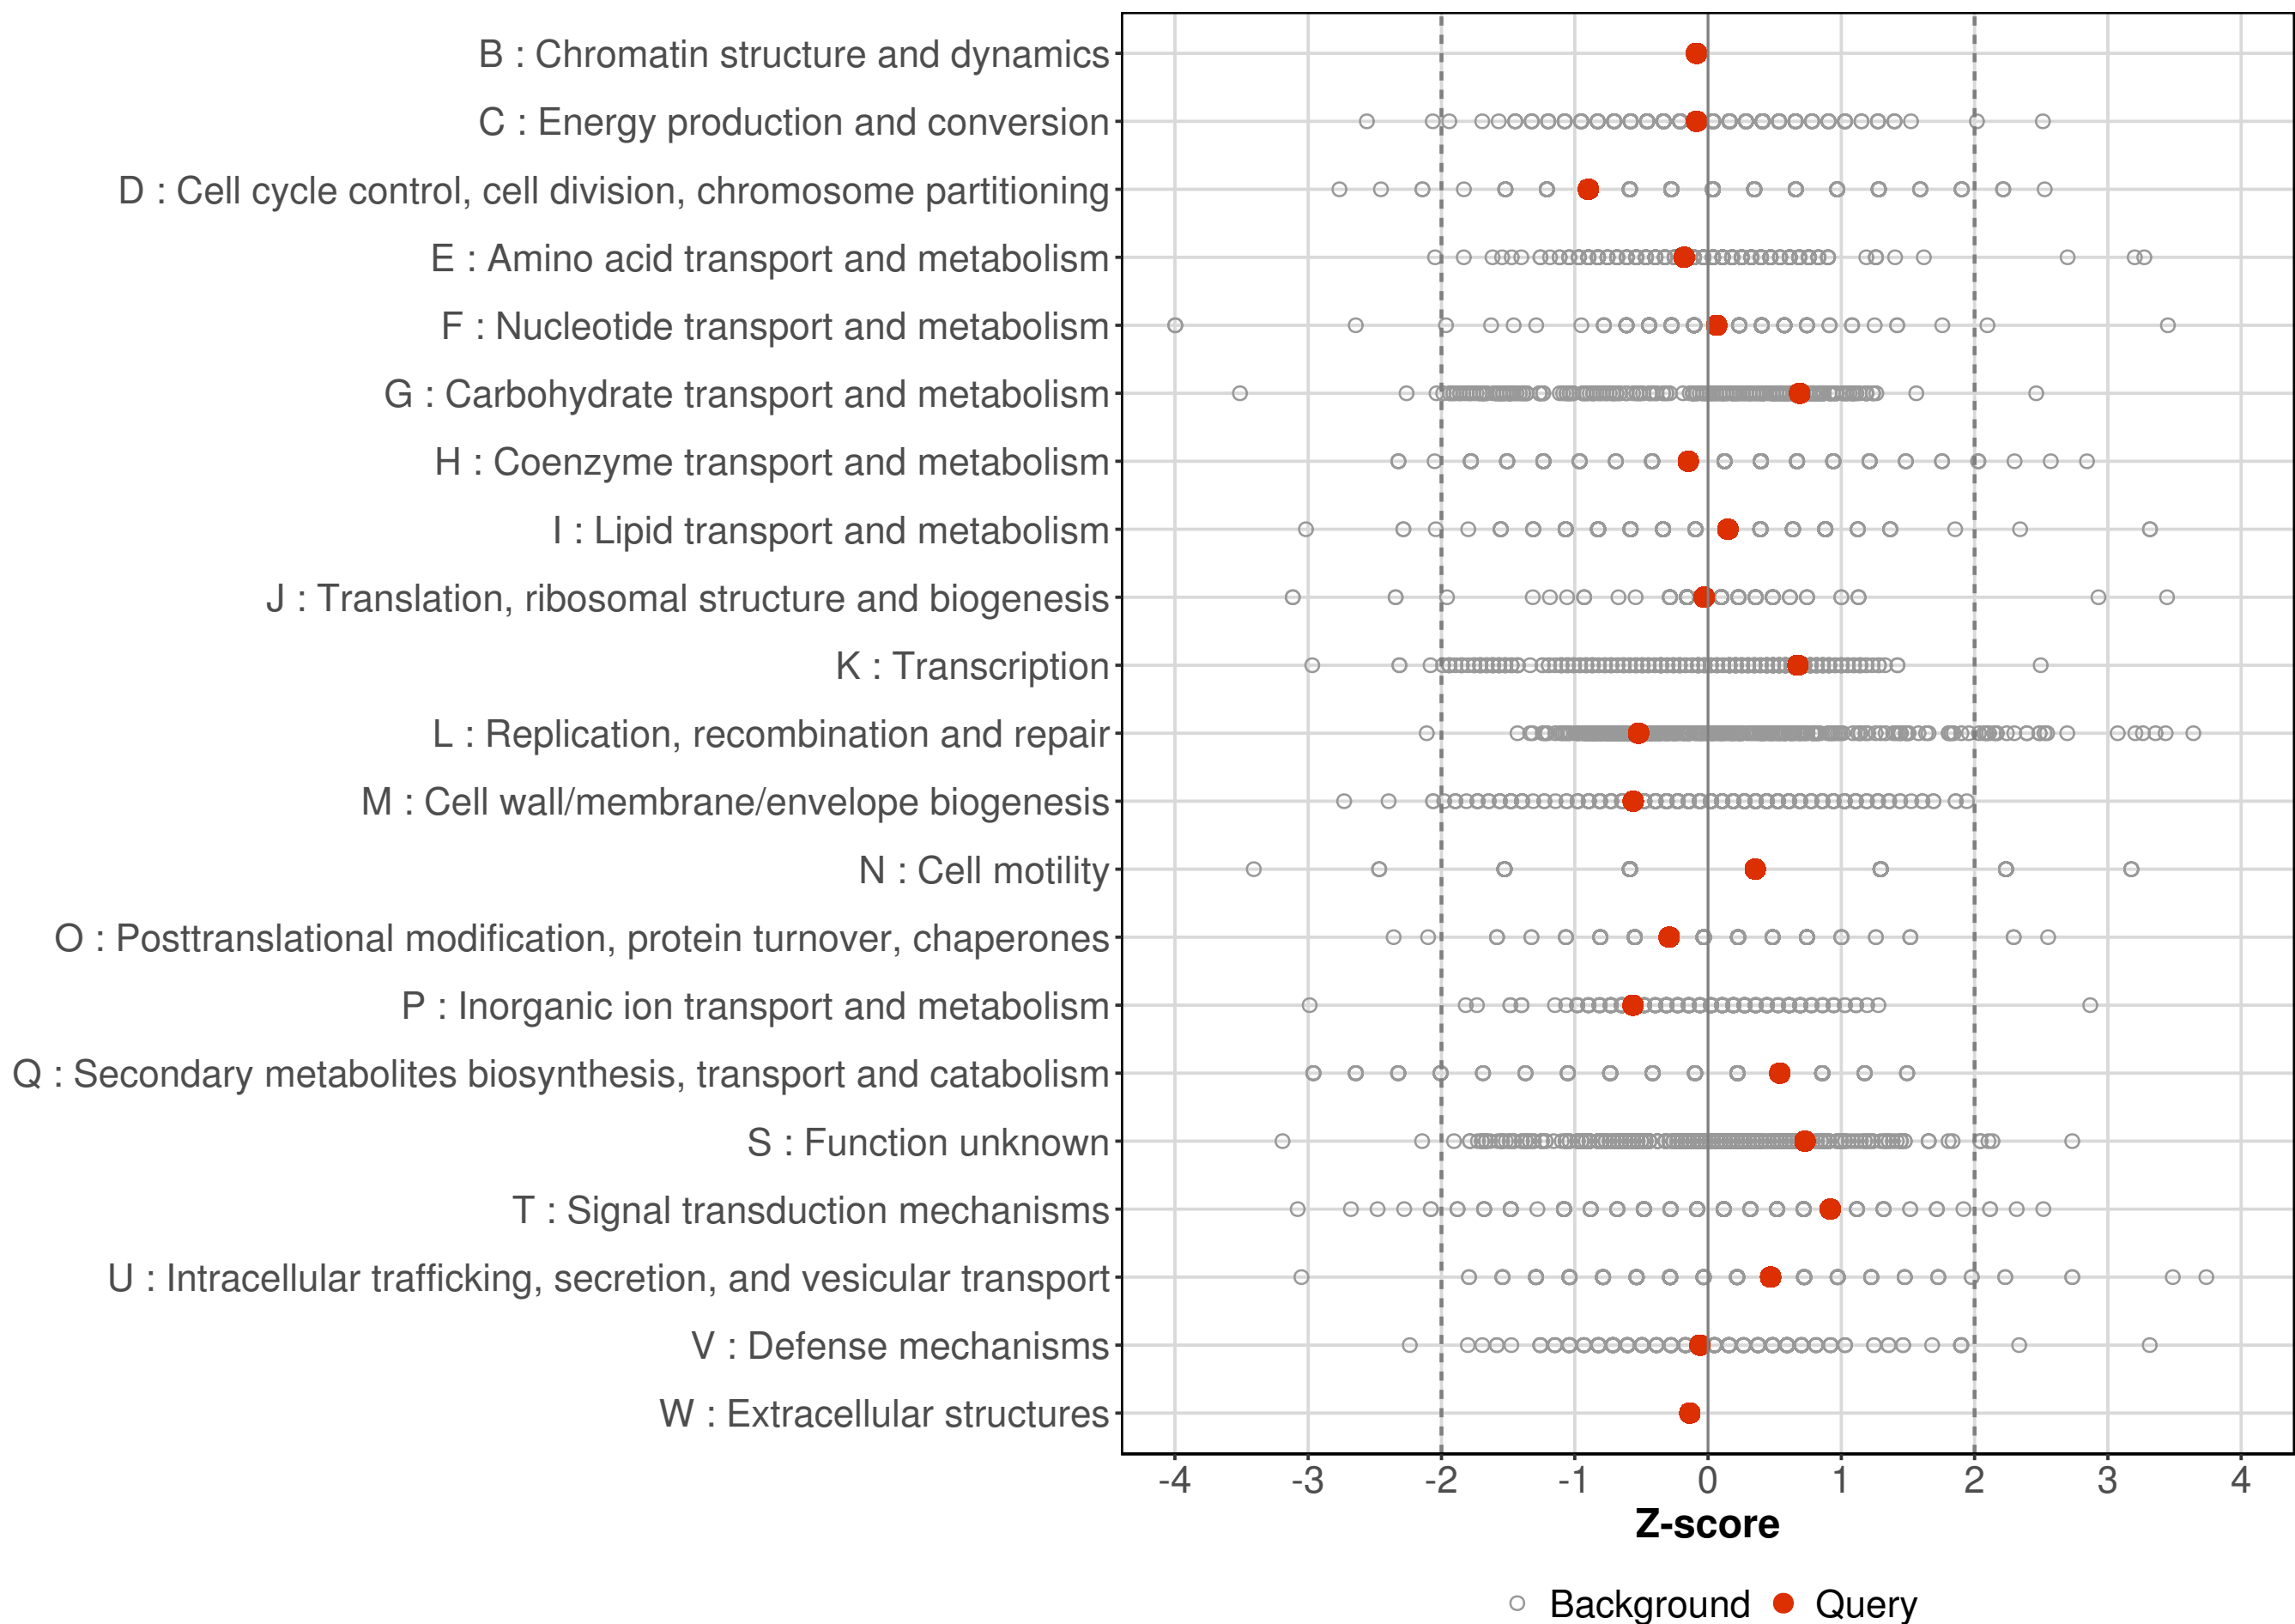 B : Chromatin structure and dynamics
C : Energy production and conversion
D : Cell cycle control, cell division, chromosome partitioning
E : Amino acid transport and metabolism
F : Nucleotide transport and metabolism
G : Carbohydrate transport and metabolism
H : Coenzyme transport and metabolism
I : Lipid transport and metabolism
J : Translation, ribosomal structure and biogenesis
K : Transcription
L : Replication, recombination and repair
M : Cell wall/membrane/envelope biogenesis
N : Cell motility
O : Posttranslational modification, protein turnover, chaperones
P : Inorganic ion transport and metabolism
Q : Secondary metabolites biosynthesis, transport and catabolism
S : Function unknown
T : Signal transduction mechanisms
U : Intracellular trafficking, secretion, and vesicular transport
V : Defense mechanisms
W : Extracellular structures
-4 -3 -2 -1 0 1 2 3 4
Z-score
Background Query